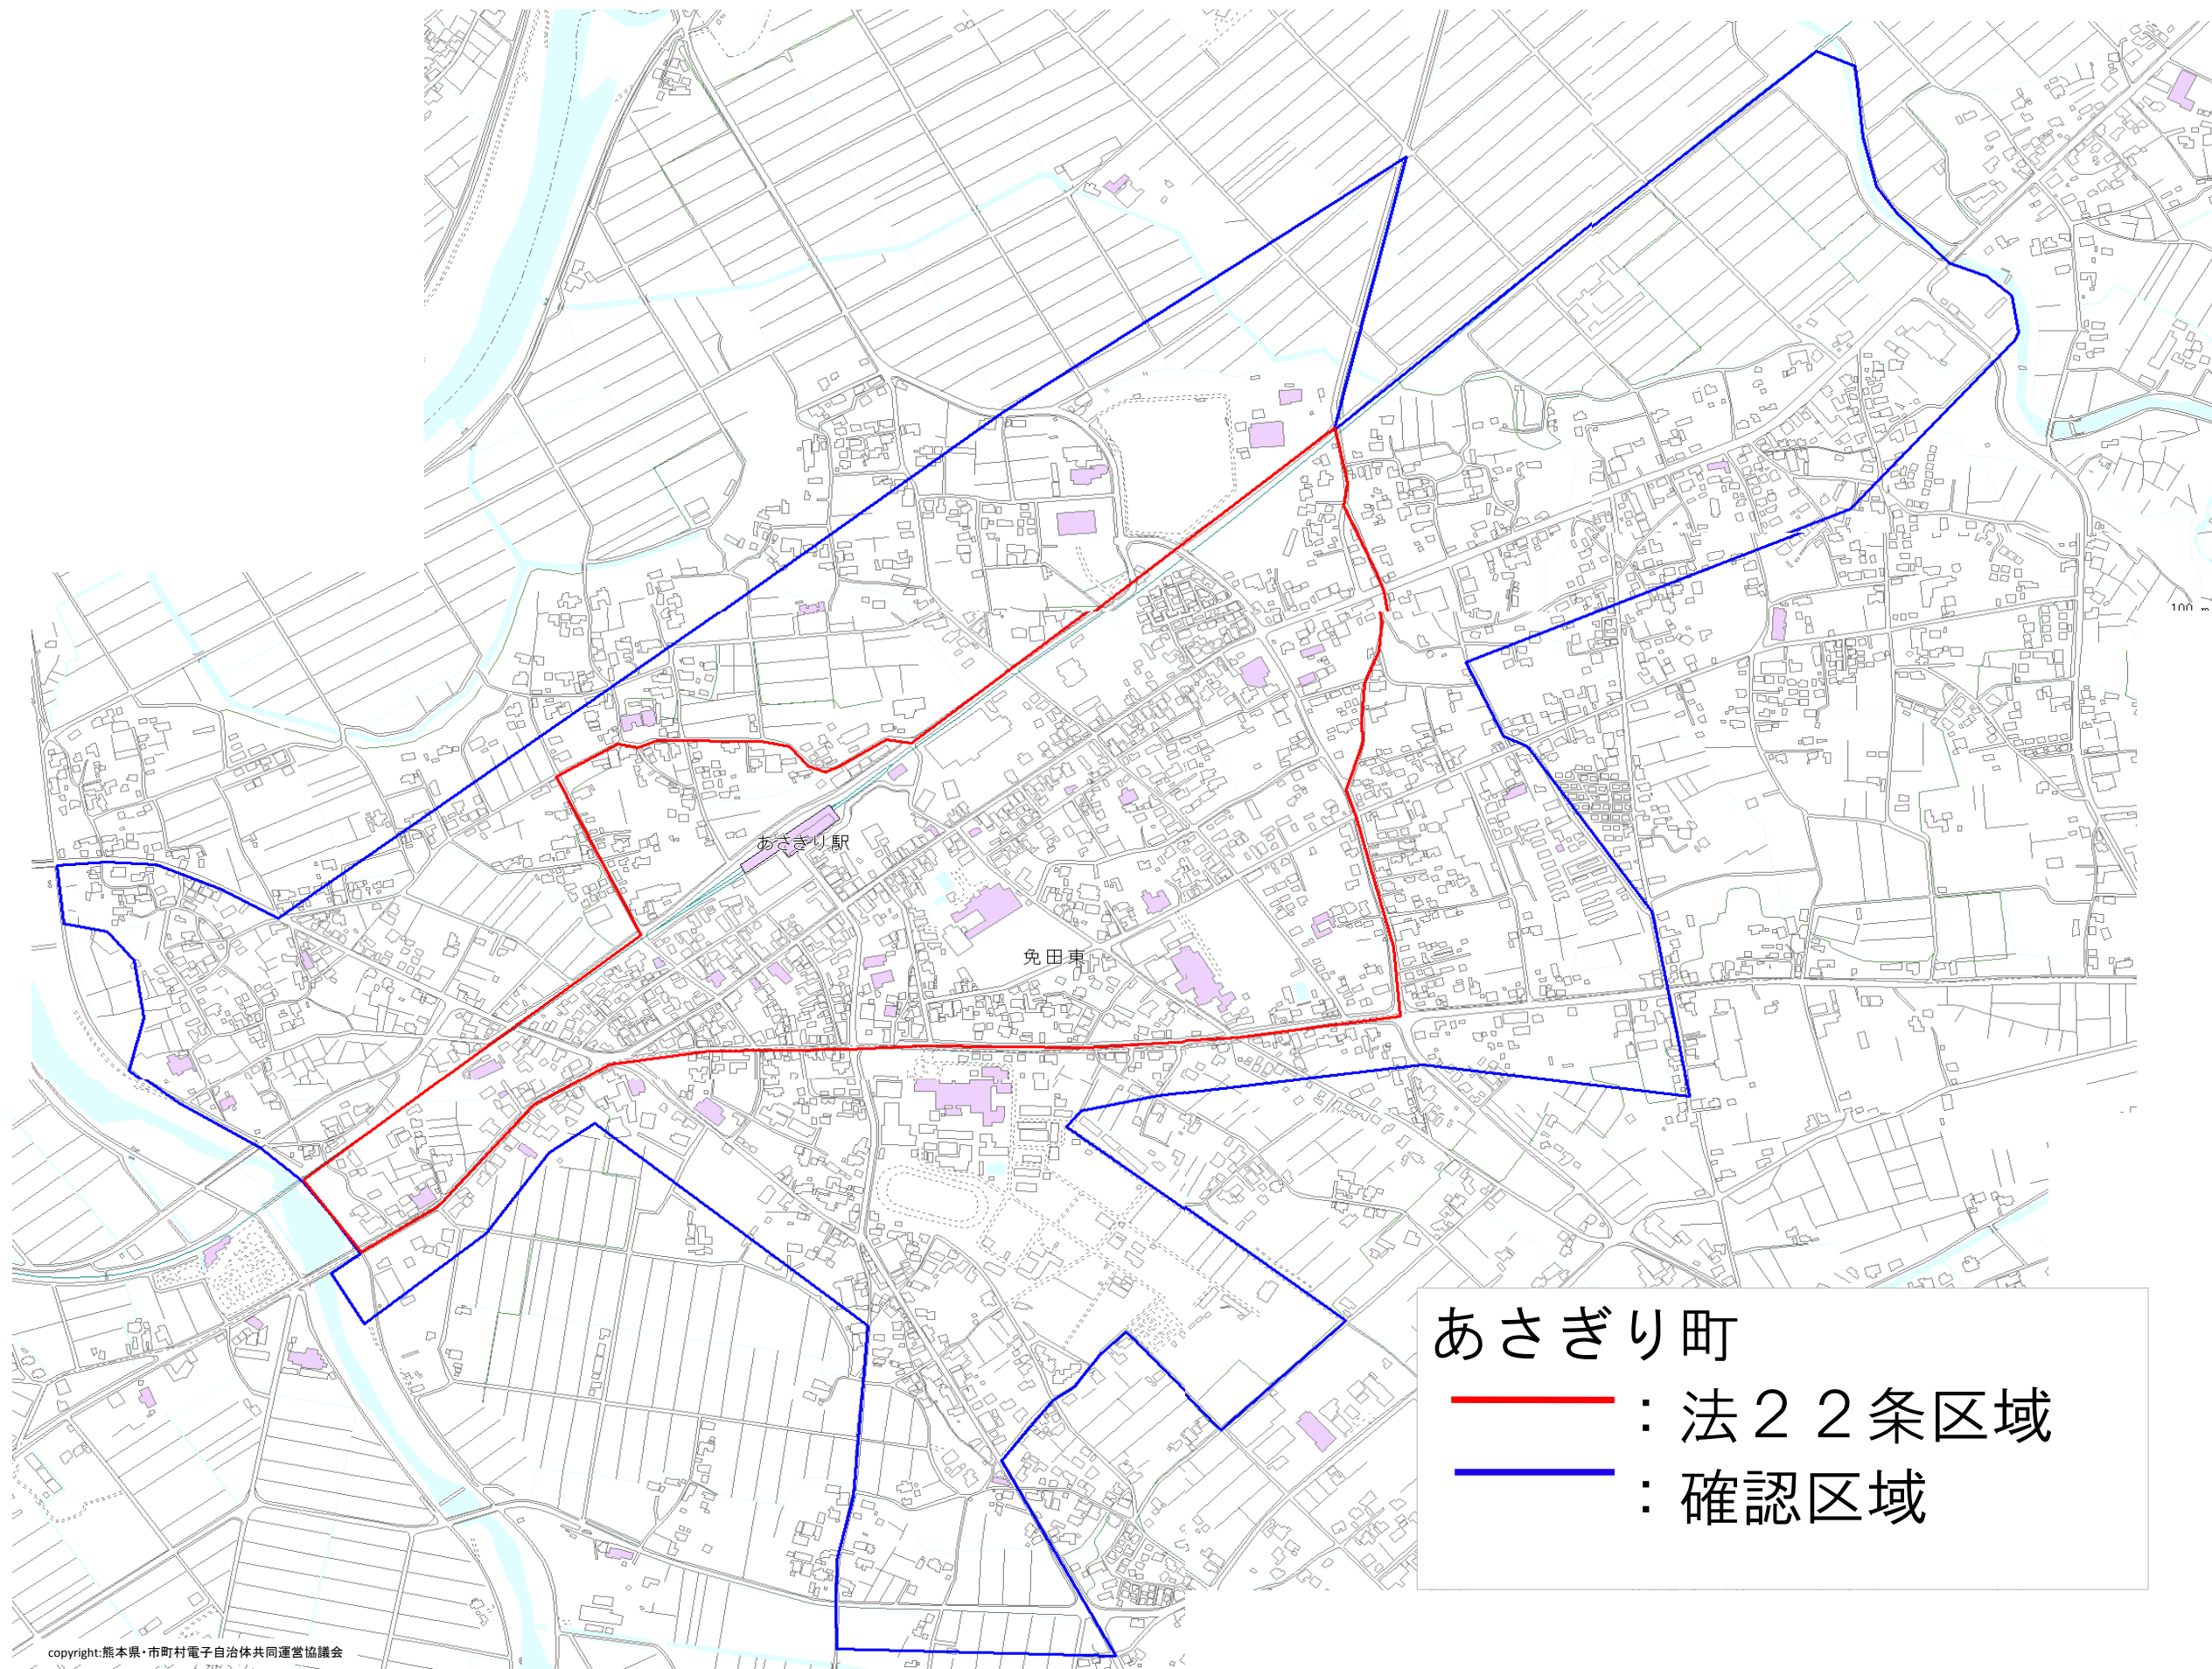 100 m
あさぎり駅
免田東
あさぎり町
：法２２条区域
：確認区域
copyright:熊本県・市町村電子自治体共同運営協議会